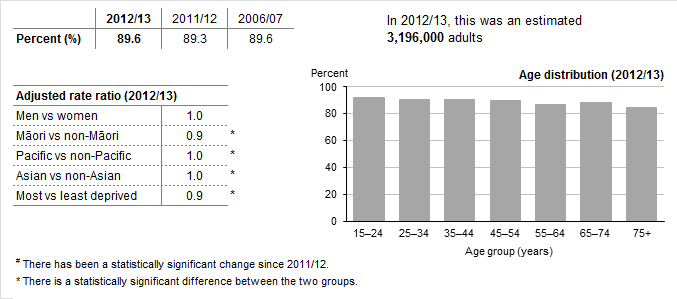 2012/13 2011/12 2006/07
Percent (%) 89.6 89.3 89.6
In 2012/13, this was an estimated
3,196,000 adults
Adjusted rate ratio (2012/13)
Men vs women 1.0
Māori vs non-Māori 0.9 *
Pacific vs non-Pacific 1.0 *
Asian vs non-Asian 1.0 *
Most vs least deprived 0.9 *
Percent
Age distribution (2012/13)
100
80
60
40
20
0
15–24 25–34 35–44 45–54 55–64 65–74 75+
Age group (years)
# There has been a statistically significant change since 2011/12.
* There is a statistically significant difference between the two groups.